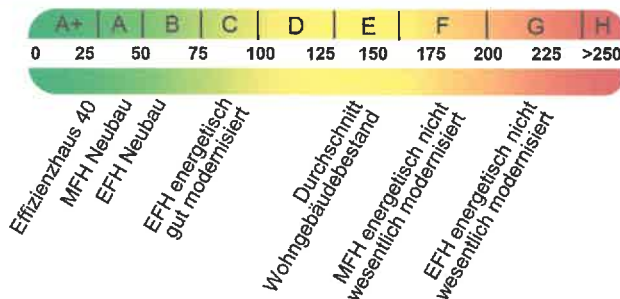 A+ A B C D E F G H
0 25 50 75 100 125 150 175 200 225 >250
Effizienzhaus 40
MFH Neubau
EFH Neubau
EFH energetisch
gut modernisiert
Durchschnitt
Wohngebäudebestand
MFH energetisch nicht
wesentlich modernisiert
EFH energetisch nicht
wesentlich modernisiert